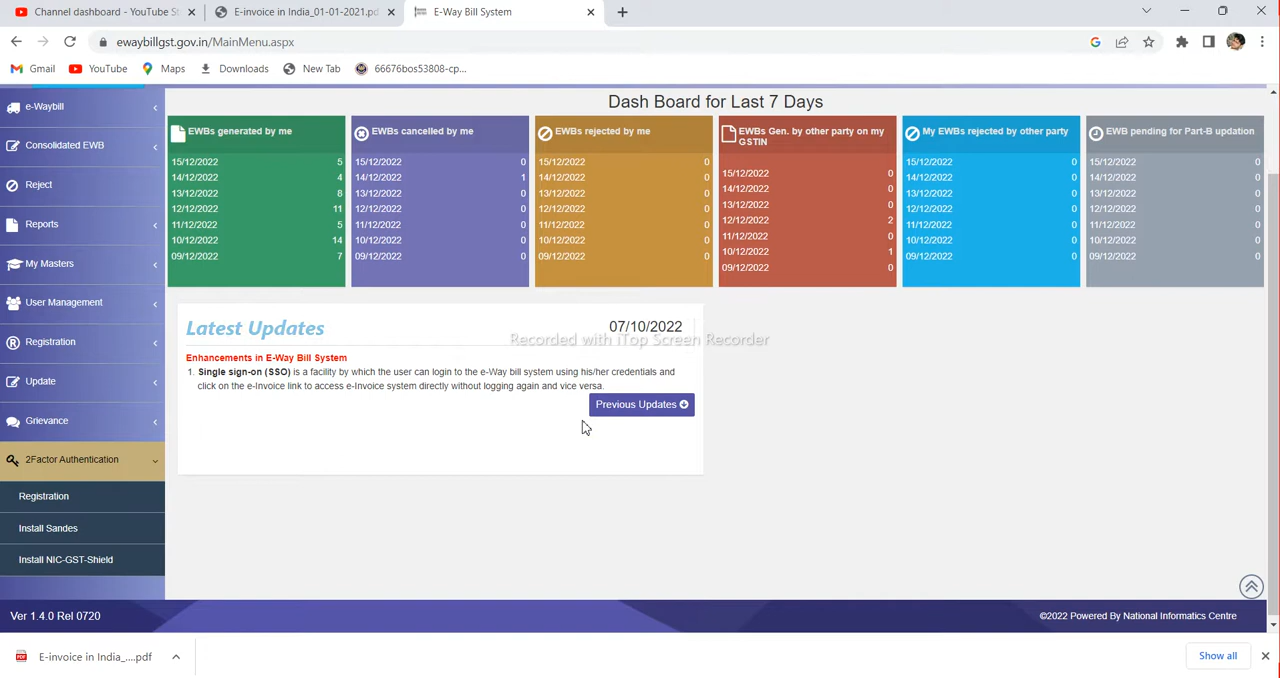 Channel dashboard - YouTube St
E-invoice in India_01-01-2021.pd
E-Way Bill System
ewaybillgst.gov.in/MainMenu.aspx
Gmail
YouTube
Maps
Downloads
New Tab
66676bos53808-cp...
Dash Board for Last 7 Days
e-Waybill
Consolidated EWB
Reject
Reports
My Masters
User Management
Registration
Update
Grievance
2Factor Authentication
Registration
Install Sandes
Install NIC-GST-Shield
EWBs generated by me
15/12/2022 5
14/12/2022 4
13/12/2022 8
12/12/2022 11
11/12/2022 5
10/12/2022 14
09/12/2022 7
EWBs cancelled by me
15/12/2022 0
14/12/2022 1
13/12/2022 0
12/12/2022 0
11/12/2022 0
10/12/2022 0
09/12/2022 0
EWBs rejected by me
15/12/2022 0
14/12/2022 0
13/12/2022 0
12/12/2022 0
11/12/2022 0
10/12/2022 0
09/12/2022 0
EWBs Gen. by other party on my
GSTIN
15/12/2022 0
14/12/2022 0
13/12/2022 0
12/12/2022 2
11/12/2022 0
10/12/2022 1
09/12/2022 0
My EWBs rejected by other party
15/12/2022 0
14/12/2022 0
13/12/2022 0
12/12/2022 0
11/12/2022 0
10/12/2022 0
09/12/2022 0
EWB pending for Part-B updation
15/12/2022 0
14/12/2022 0
13/12/2022 0
12/12/2022 0
11/12/2022 0
10/12/2022 0
09/12/2022 0
Latest Updates 07/10/2022
Recorded with iTop Screen Recorder
Enhancements in E-Way Bill System
1. Single sign-on (SSO) is a facility by which the user can login to the e-Way bill system using his/her credentials and
click on the e-Invoice link to access e-Invoice system directly without logging again and vice versa.
Previous Updates
Ver 1.4.0 Rel 0720
©2022 Powered By National Informatics Centre
E-invoice in India_....pdf
Show all